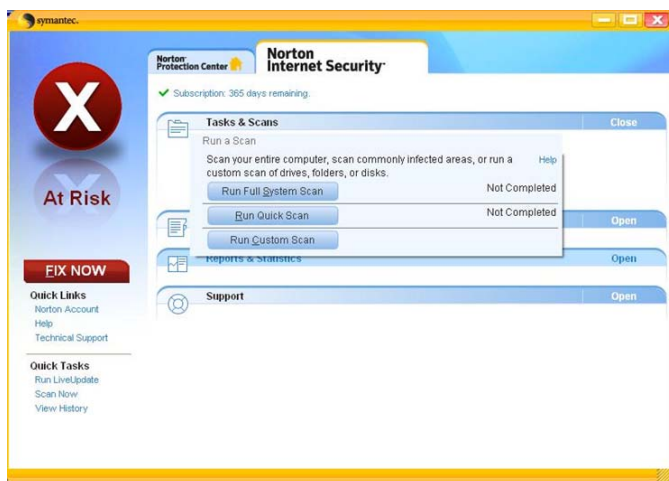 symantec.
Norton
Protection Center
Norton
Internet Security
Subscription: 365 days remaining.
X
At Risk
FIX NOW
Quick Links
Norton Account
Help
Technical Support
Quick Tasks
Run LiveUpdate
Scan Now
View History
Tasks & Scans Close
Run a Scan
Scan your entire computer, scan commonly infected areas, or run a Help
custom scan of drives, folders, or disks.
Run Full System Scan Not Completed
Run Quick Scan Not Completed
Open
Run Custom Scan
Reports & Statistics Open
Support Open